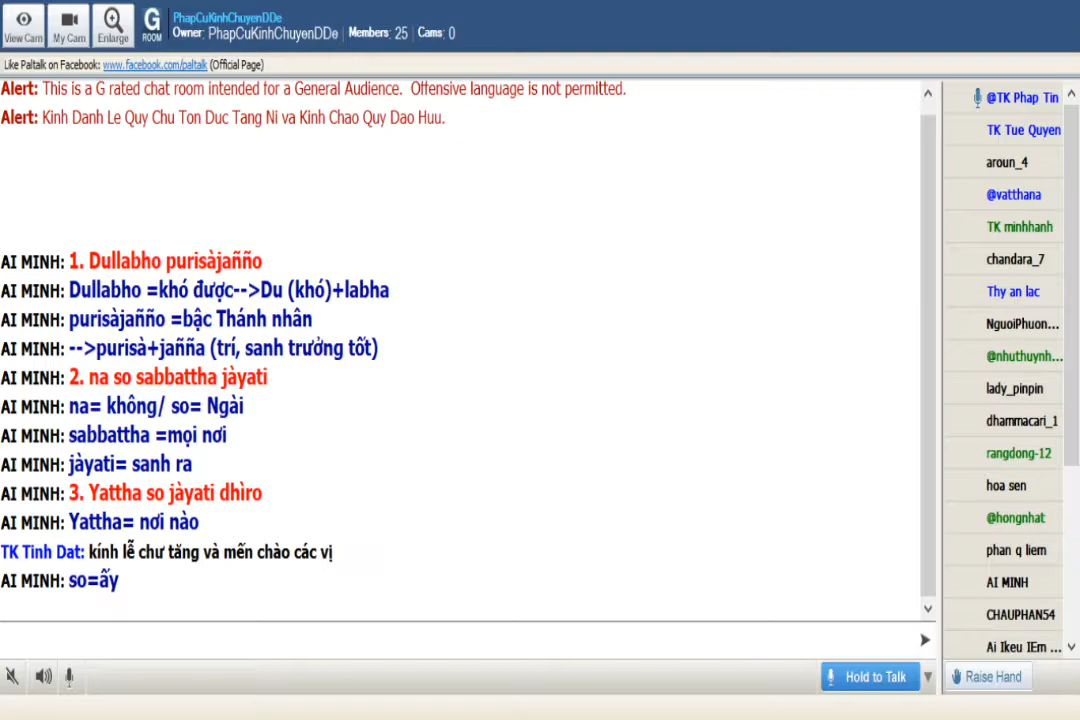 PhapCuKinhChuyenDDe
Owner: PhapCuKinhChuyenDDe Members: 25 Cams: 0
View Cam
My Cam
Enlarge
G
ROOM
Like Paltalk on Facebook: www.facebook.com/paltalk (Official Page)
Alert: This is a G rated chat room intended for a General Audience. Offensive language is not permitted.
Alert: Kinh Danh Le Quy Chu Ton Duc Tang Ni va Kinh Chao Quy Dao Huu.
AI MINH: 1. Dullabho purisàjañño
AI MINH: Dullabho =khó được-->Du (khó)+labha
AI MINH: purisàjañño =bậc Thánh nhân
AI MINH: -->purisà+jañña (trí, sanh trưởng tốt)
AI MINH: 2. na so sabbattha jàyati
AI MINH: na= không/ so= Ngài
AI MINH: sabbattha =mọi nơi
AI MINH: jàyati= sanh ra
AI MINH: 3. Yattha so jàyati dhìro
AI MINH: Yattha= nơi nào
TK Tinh Dat: kính lễ chư tăng và mến chào các vị
AI MINH: so=ấy
@TK Phap Tin
TK Tue Quyen
aroun_4
@vatthana
TK minhhanh
chandara_7
Thy an lac
NguoiPhuon...
@nhuthuynh...
lady_pinpin
dhammacari_1
rangdong-12
hoa sen
@hongnhat
phan q liem
AI MINH
CHAUPHAN54
Ai Ikeu IEm ...
Hold to Talk
Raise Hand